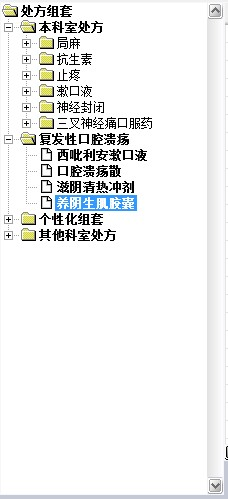 处方组套
本科室处方
局麻
抗生素
止疼
漱口液
神经封闭
三叉神经痛口服药
复发性口腔溃疡
西吡利安漱口液
口腔溃疡散
滋阴清热冲剂
养阴生肌胶囊
个性化组套
其他科室处方